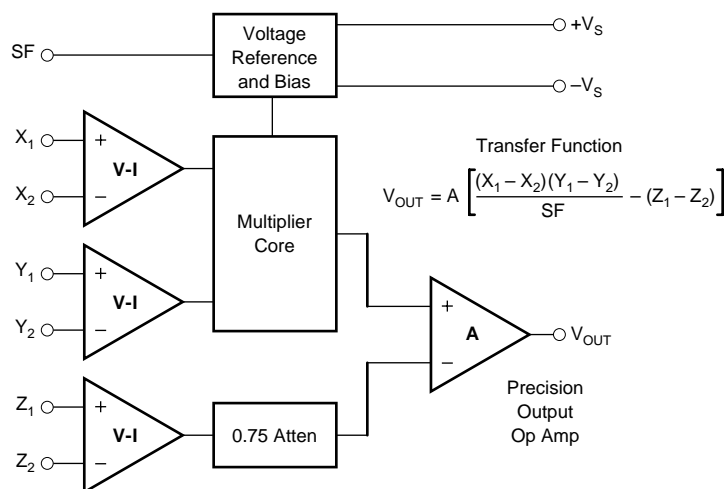 SF
Voltage
Reference
and Bias
+V_S
–V_S
X_1
+
V-I
X_2
–
Multiplier
Core
Transfer Function
V_OUT = A [ (X_1 – X_2)(Y_1 – Y_2) / SF – (Z_1 – Z_2) ]
Y_1
+
V-I
Y_2
–
+
A
–
V_OUT
Precision
Output
Op Amp
Z_1
+
V-I
Z_2
–
0.75 Atten